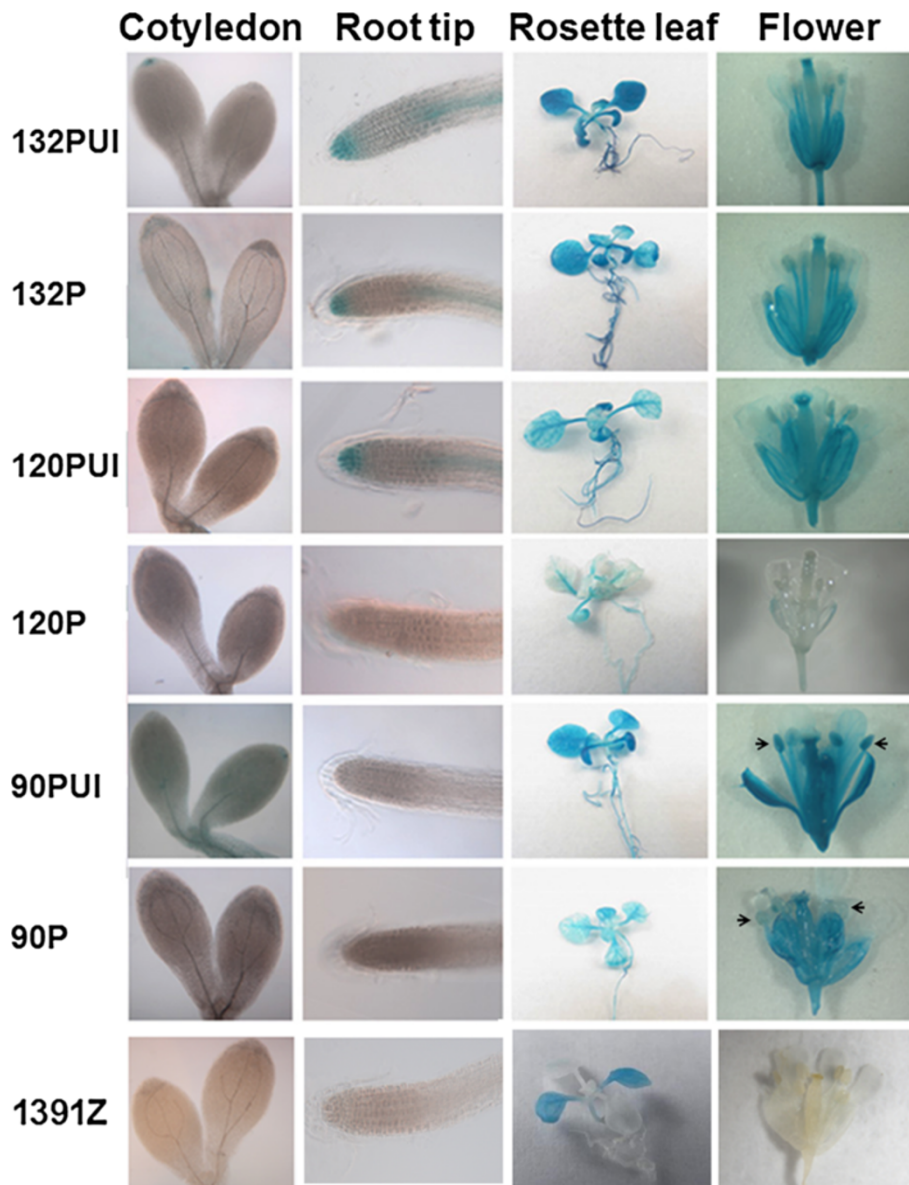 Cotyledon Root tip Rosette leaf Flower
132PUI
132P
120PUI
120P
90PUI
90P
1391Z